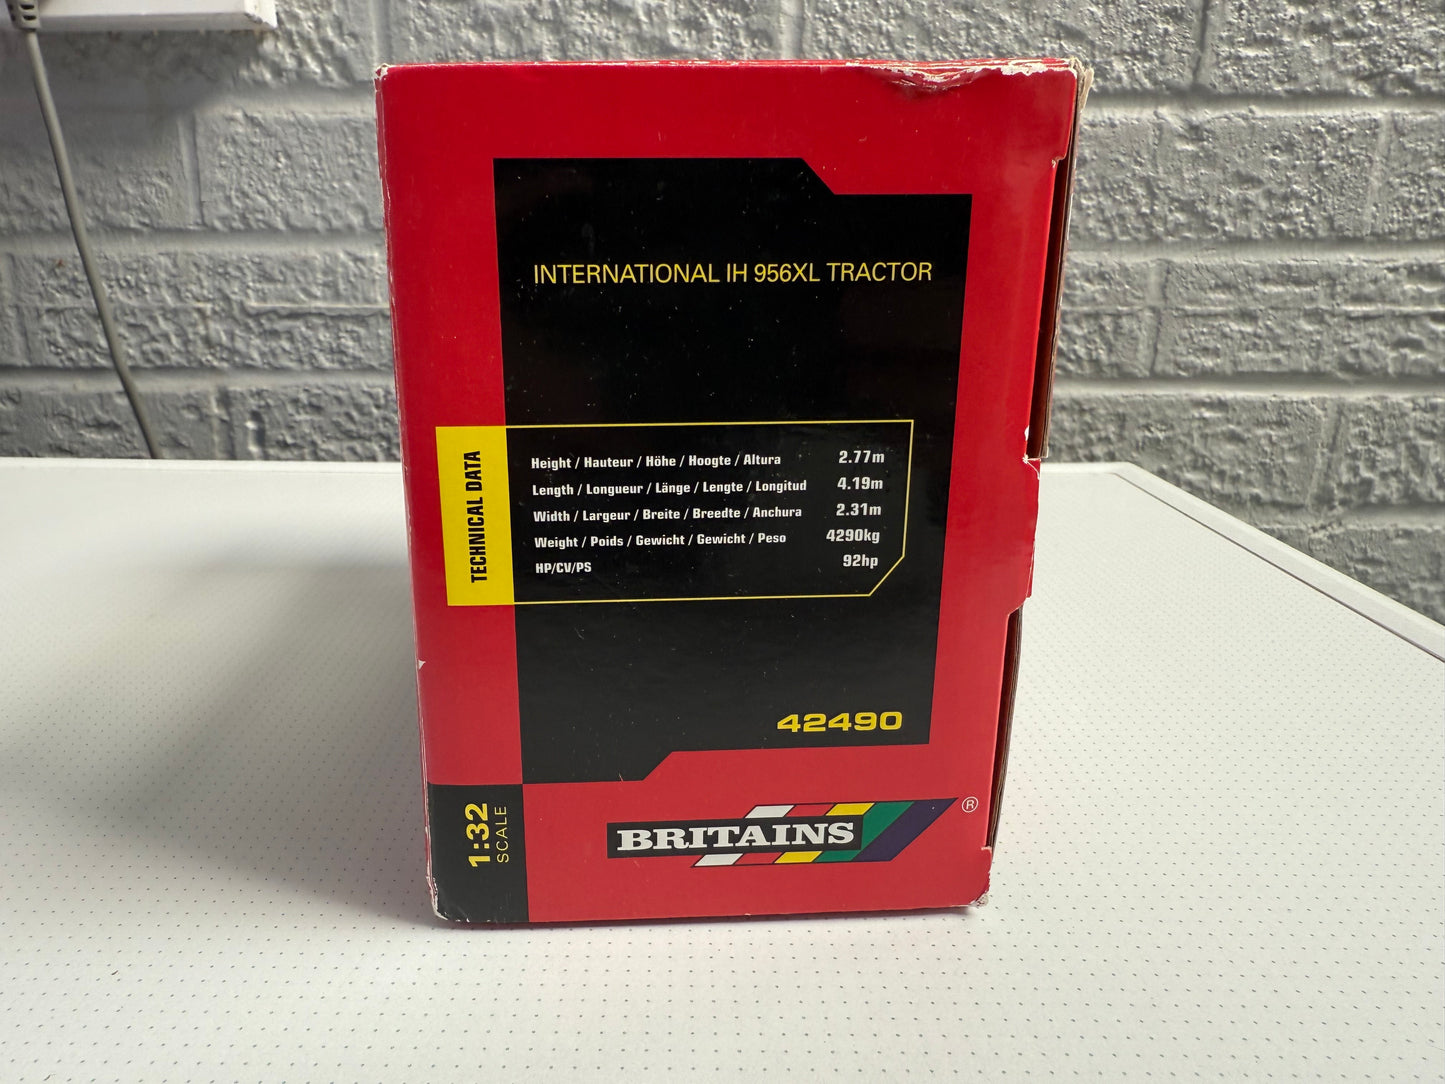 INTERNATIONAL IH 956XL TRACTOR
TECHNICAL DATA
Height / Hauteur / Höhe / Hoogte / Altura 2.77m
Length / Longueur / Länge / Lengte / Longitud 4.19m
Width / Largeur / Breite / Breedte / Anchura 2.31m
Weight / Poids / Gewicht / Gewicht / Peso 4290kg
HP/CV/PS 92hp
42490
1:32
SCALE
BRITAINS ®